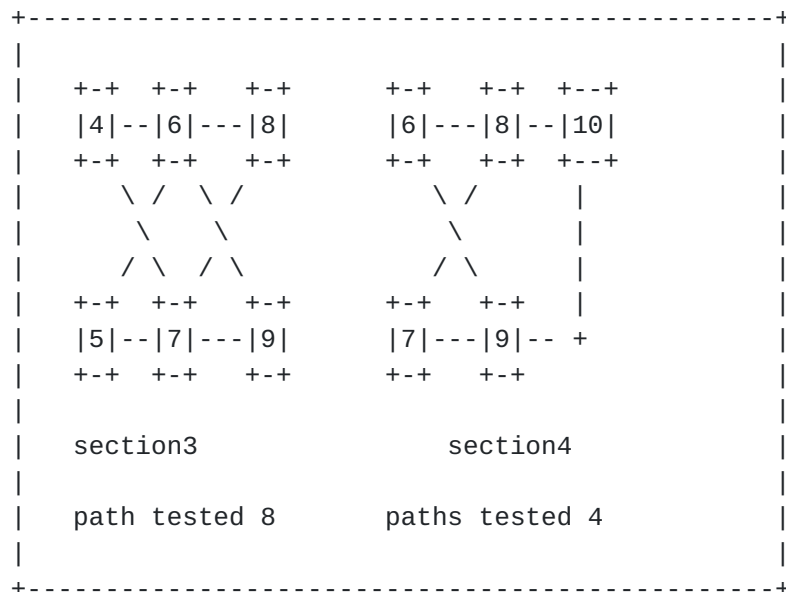 +------------------------------------------------+
|                                                |
|   +-+  +-+   +-+      +-+   +-+  +--+          |
|   |4|--|6|---|8|      |6|---|8|--|10|          |
|   +-+  +-+   +-+      +-+   +-+  +--+          |
|      \ /  \ /            \ /      |            |
|       \    \              \       |            |
|      / \  / \            / \      |            |
|   +-+  +-+   +-+      +-+   +-+   |            |
|   |5|--|7|---|9|      |7|---|9|-- +            |
|   +-+  +-+   +-+      +-+   +-+                |
|                                                |
|   section3                section4             |
|                                                |
|   path tested 8       paths tested 4           |
|                                                |
+------------------------------------------------+